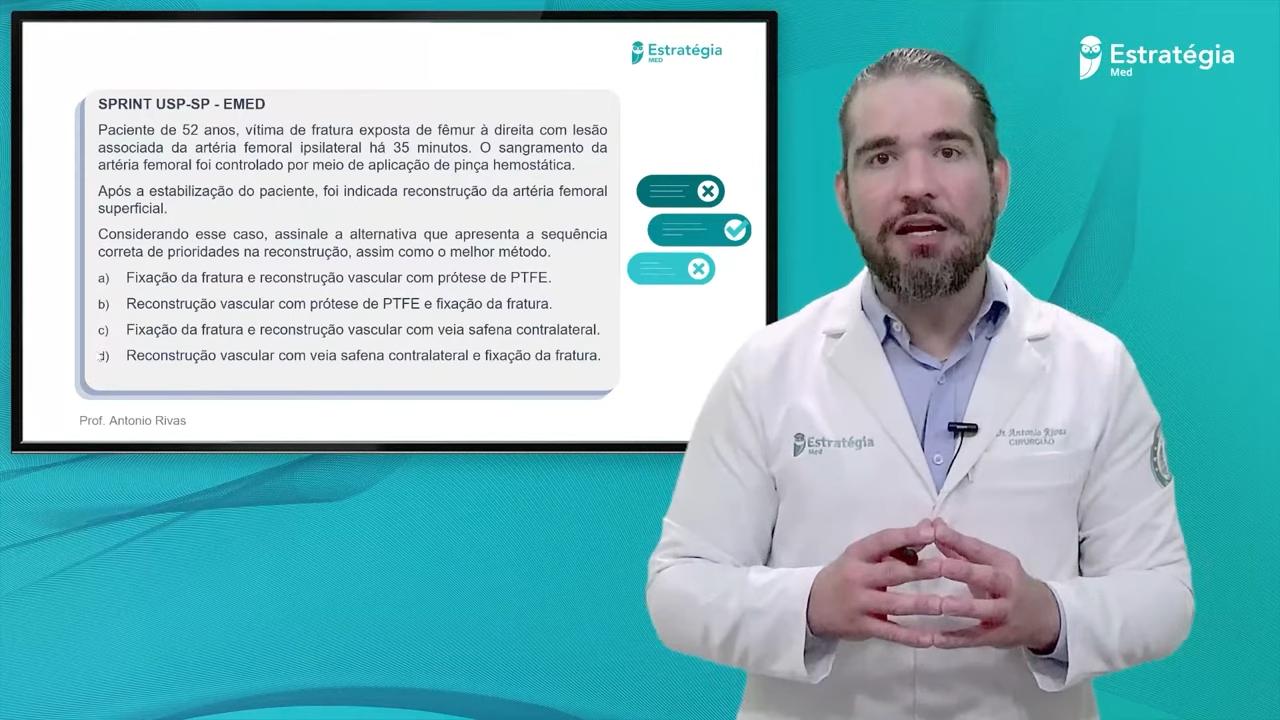 Estratégia
MED
SPRINT USP-SP - EMED
Paciente de 52 anos, vítima de fratura exposta de fêmur à direita com lesão
associada da artéria femoral ipsilateral há 35 minutos. O sangramento da
artéria femoral foi controlado por meio de aplicação de pinça hemostática.
Após a estabilização do paciente, foi indicada reconstrução da artéria femoral
superficial.
Considerando esse caso, assinale a alternativa que apresenta a sequência
correta de prioridades na reconstrução, assim como o melhor método.
a) Fixação da fratura e reconstrução vascular com prótese de PTFE.
b) Reconstrução vascular com prótese de PTFE e fixação da fratura.
c) Fixação da fratura e reconstrução vascular com veia safena contralateral.
d) Reconstrução vascular com veia safena contralateral e fixação da fratura.
Prof. Antonio Rivas
Estratégia
Med
Estratégia
Med
Dr. Antonio Rivas
CIRURGIÃO